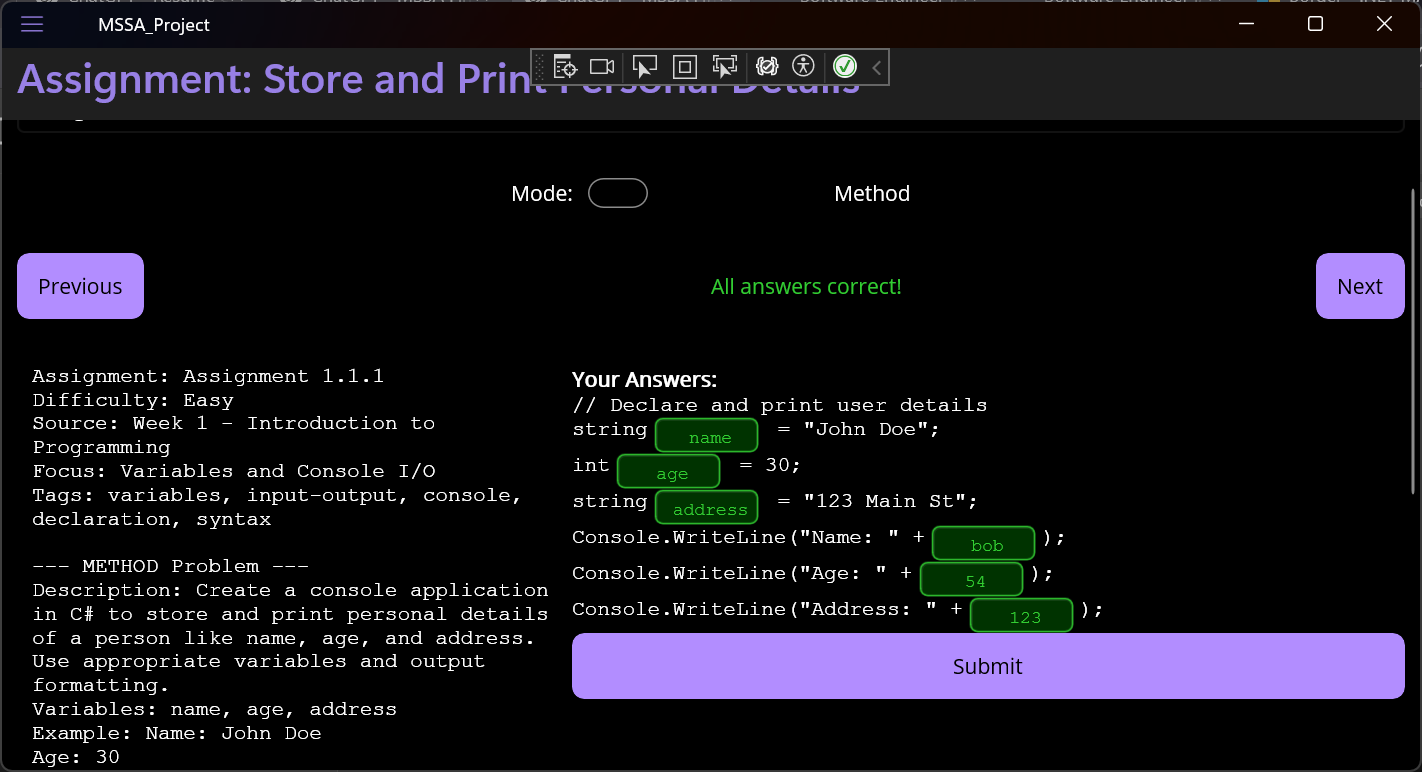 MSSA_Project
Assignment: Store and Print Personal Details
Mode:
Method
Previous
All answers correct!
Next
Assignment: Assignment 1.1.1
Difficulty: Easy
Source: Week 1 - Introduction to
Programming
Focus: Variables and Console I/O
Tags: variables, input-output, console,
declaration, syntax
--- METHOD Problem ---
Description: Create a console application
in C# to store and print personal details
of a person like name, age, and address.
Use appropriate variables and output
formatting.
Variables: name, age, address
Example: Name: John Doe
Age: 30
Your Answers:
// Declare and print user details
string name = "John Doe";
int age = 30;
string address = "123 Main St";
Console.WriteLine("Name: " + bob );
Console.WriteLine("Age: " + 54 );
Console.WriteLine("Address: " + 123 );
Submit